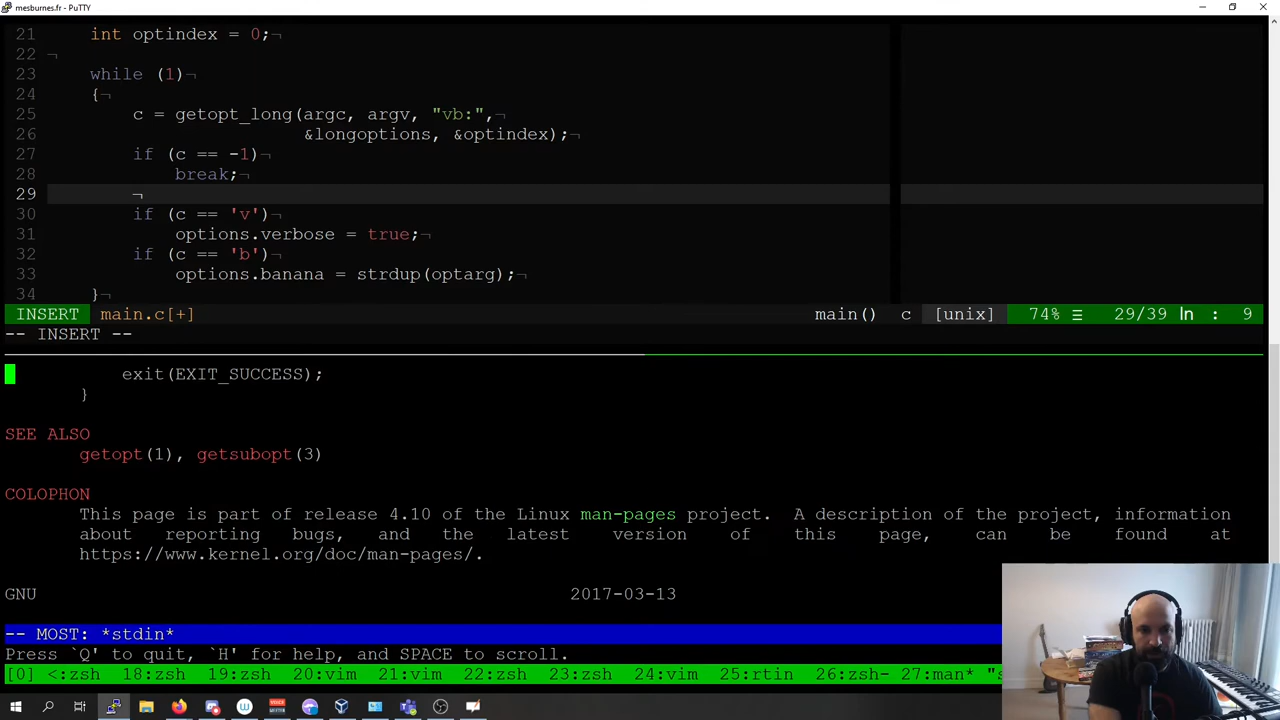 mesburnes.fr - PuTTY
21 int optindex = 0;¬
22 ¬
23 while (1)¬
24 {¬
25 c = getopt_long(argc, argv, "vb:",¬
26 &longoptions, &optindex);¬
27 if (c == -1)¬
28 break;¬
29 ¬
30 if (c == 'v')¬
31 options.verbose = true;¬
32 if (c == 'b')¬
33 options.banana = strdup(optarg);¬
34 }¬
INSERT main.c[+] main() c [unix] 74% ☰ 29/39 ln : 9
-- INSERT --
exit(EXIT_SUCCESS);
}
SEE ALSO
getopt(1), getsubopt(3)
COLOPHON
This page is part of release 4.10 of the Linux man-pages project. A description of the project, information
about reporting bugs, and the latest version of this page, can be found at
https://www.kernel.org/doc/man-pages/.
GNU 2017-03-13
-- MOST: *stdin*
Press `Q' to quit, `H' for help, and SPACE to scroll.
[0] <:zsh 18:zsh 19:zsh 20:vim 21:vim 22:zsh 23:zsh 24:vim 25:rtin 26:zsh- 27:man* "s